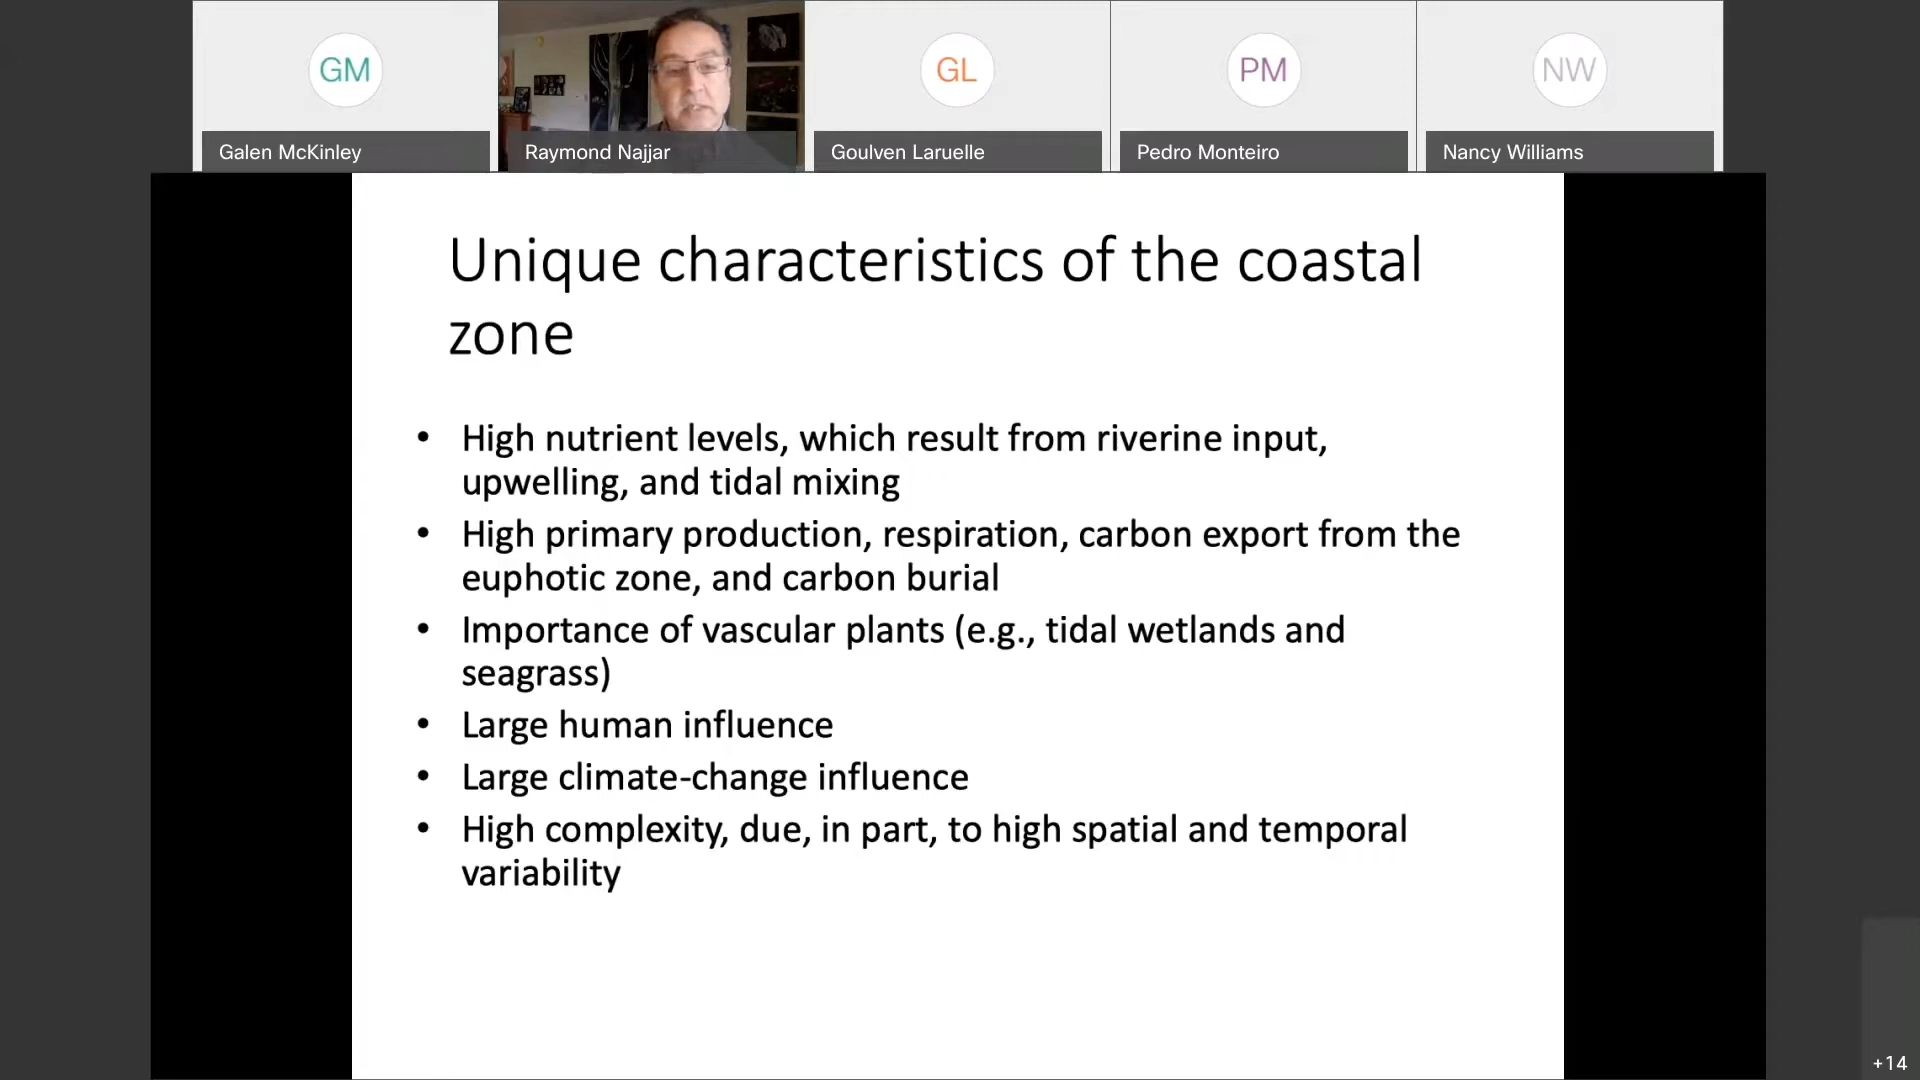 GM
GL
PM
NW
Galen McKinley
Raymond Najjar
Goulven Laruelle
Pedro Monteiro
Nancy Williams
Unique characteristics of the coastal
zone
• High nutrient levels, which result from riverine input,
upwelling, and tidal mixing
• High primary production, respiration, carbon export from the
euphotic zone, and carbon burial
• Importance of vascular plants (e.g., tidal wetlands and
seagrass)
• Large human influence
• Large climate-change influence
• High complexity, due, in part, to high spatial and temporal
variability
+14